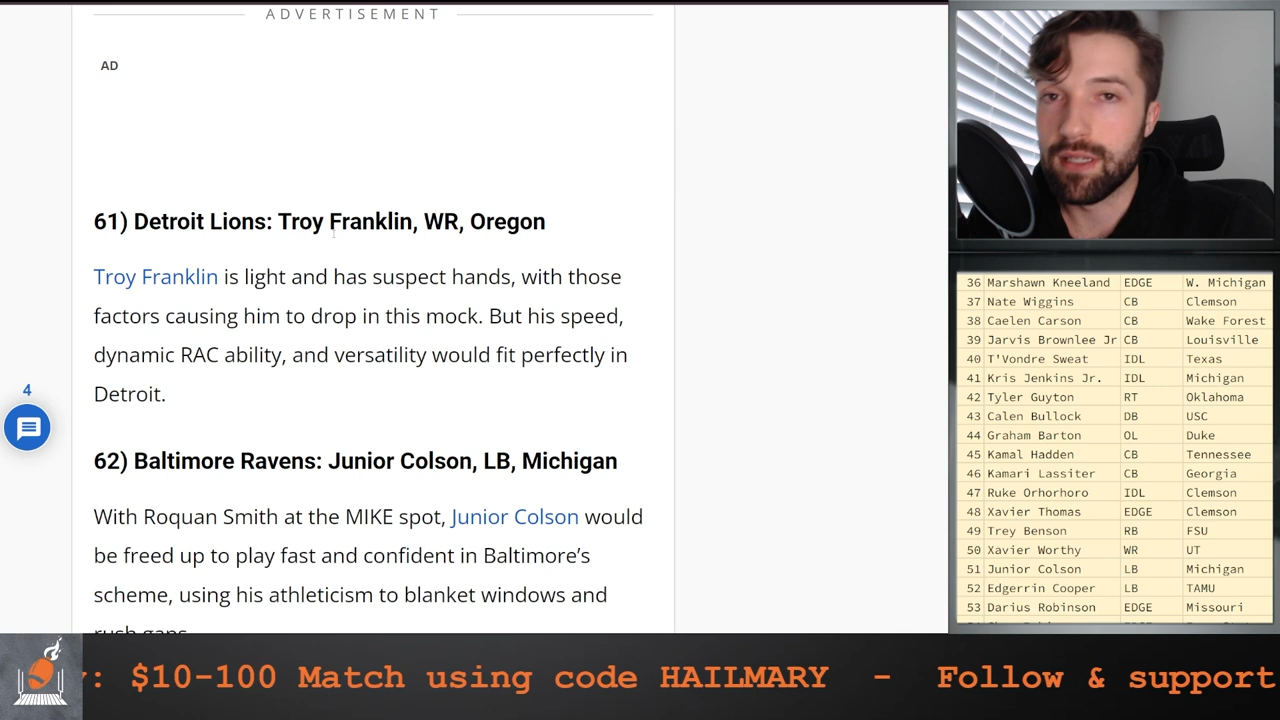 ADVERTISEMENT
AD
61) Detroit Lions: Troy Franklin, WR, Oregon
Troy Franklin is light and has suspect hands, with those
factors causing him to drop in this mock. But his speed,
dynamic RAC ability, and versatility would fit perfectly in
Detroit.
4
62) Baltimore Ravens: Junior Colson, LB, Michigan
With Roquan Smith at the MIKE spot, Junior Colson would
be freed up to play fast and confident in Baltimore's
scheme, using his athleticism to blanket windows and
rush gaps.
36 Marshawn Kneeland EDGE W. Michigan
37 Nate Wiggins CB Clemson
38 Caelen Carson CB Wake Forest
39 Jarvis Brownlee Jr CB Louisville
40 T'Vondre Sweat IDL Texas
41 Kris Jenkins Jr. IDL Michigan
42 Tyler Guyton RT Oklahoma
43 Calen Bullock DB USC
44 Graham Barton OL Duke
45 Kamal Hadden CB Tennessee
46 Kamari Lassiter CB Georgia
47 Ruke Orhorhoro IDL Clemson
48 Xavier Thomas EDGE Clemson
49 Trey Benson RB FSU
50 Xavier Worthy WR UT
51 Junior Colson LB Michigan
52 Edgerrin Cooper LB TAMU
53 Darius Robinson EDGE Missouri
y: $10-100 Match using code HAILMARY - Follow & support